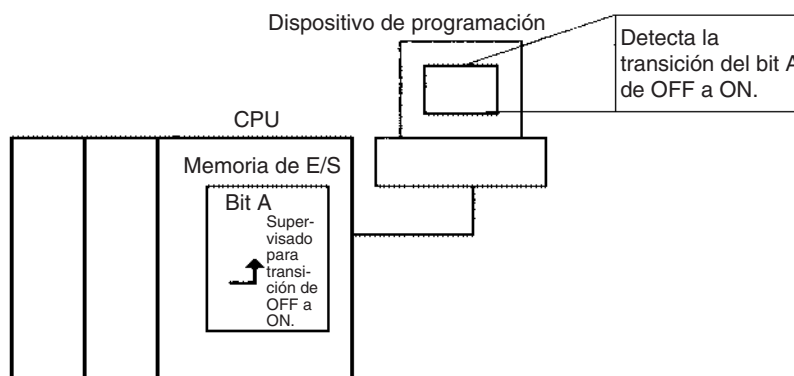 Dispositivo de programación
Detecta la
transición del bit A
de OFF a ON.
CPU
Memoria de E/S
Bit A
Super-
visado
para
transi-
ción de
OFF a
ON.